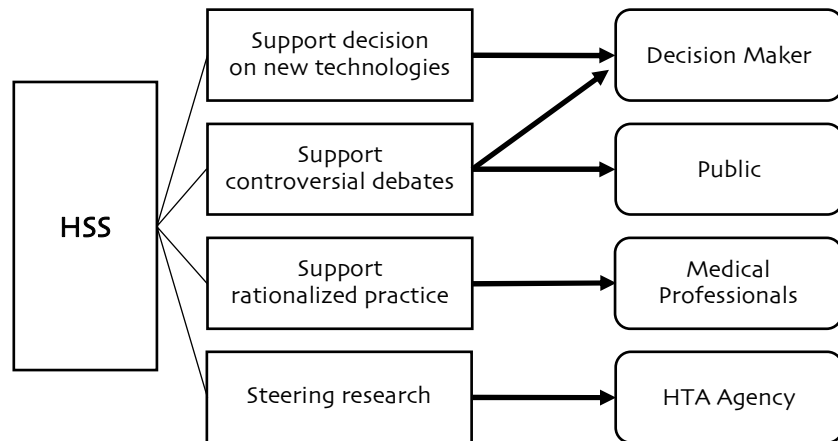 HSS
Support decision
on new technologies
Decision Maker
Support
controversial debates
Public
Support
rationalized practice
Medical
Professionals
Steering research
HTA Agency